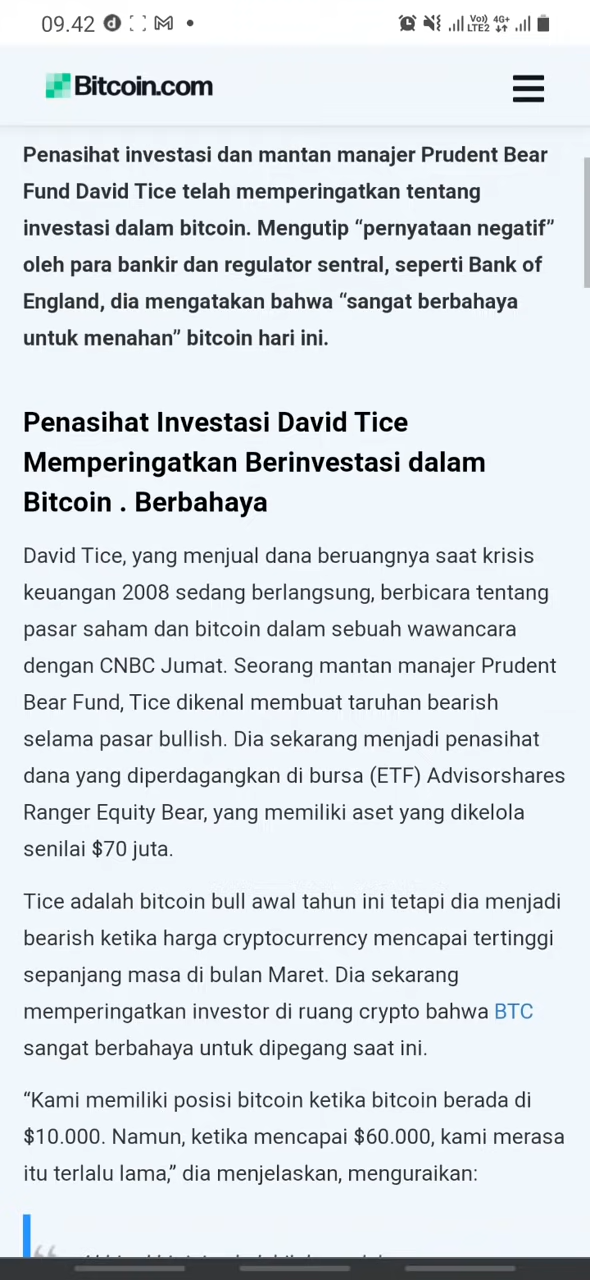 09.42
Vo)) 4G+
LTE2
Bitcoin.com
Penasihat investasi dan mantan manajer Prudent Bear
Fund David Tice telah memperingatkan tentang
investasi dalam bitcoin. Mengutip “pernyataan negatif”
oleh para bankir dan regulator sentral, seperti Bank of
England, dia mengatakan bahwa “sangat berbahaya
untuk menahan” bitcoin hari ini.
Penasihat Investasi David Tice
Memperingatkan Berinvestasi dalam
Bitcoin . Berbahaya
David Tice, yang menjual dana beruangnya saat krisis
keuangan 2008 sedang berlangsung, berbicara tentang
pasar saham dan bitcoin dalam sebuah wawancara
dengan CNBC Jumat. Seorang mantan manajer Prudent
Bear Fund, Tice dikenal membuat taruhan bearish
selama pasar bullish. Dia sekarang menjadi penasihat
dana yang diperdagangkan di bursa (ETF) Advisorshares
Ranger Equity Bear, yang memiliki aset yang dikelola
senilai $70 juta.
Tice adalah bitcoin bull awal tahun ini tetapi dia menjadi
bearish ketika harga cryptocurrency mencapai tertinggi
sepanjang masa di bulan Maret. Dia sekarang
memperingatkan investor di ruang crypto bahwa BTC
sangat berbahaya untuk dipegang saat ini.
“Kami memiliki posisi bitcoin ketika bitcoin berada di
$10.000. Namun, ketika mencapai $60.000, kami merasa
itu terlalu lama,” dia menjelaskan, menguraikan: